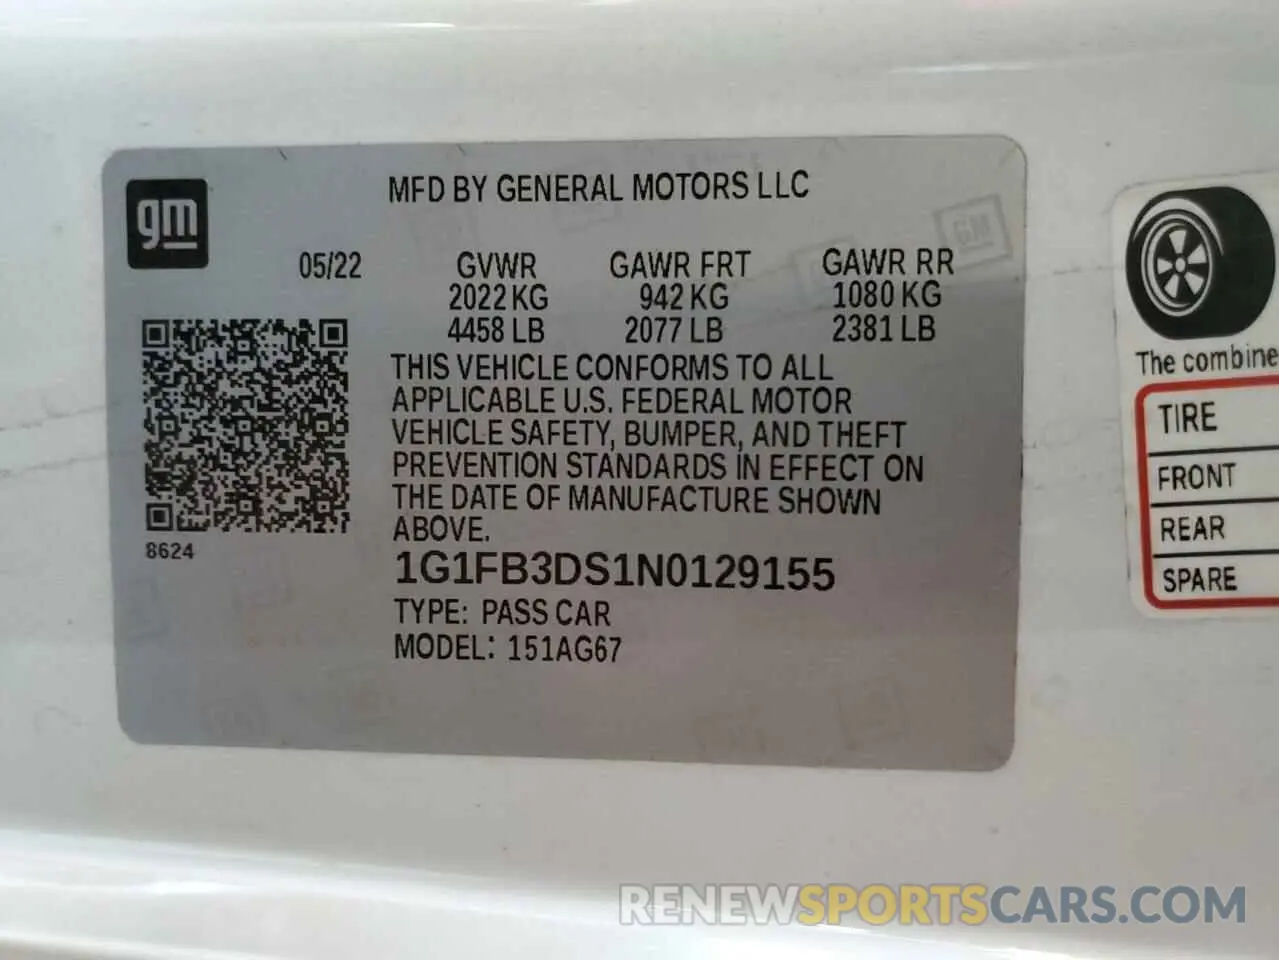 gm
MFD BY GENERAL MOTORS LLC
05/22 GVWR GAWR FRT GAWR RR
2022 KG 942 KG 1080 KG
4458 LB 2077 LB 2381 LB
THIS VEHICLE CONFORMS TO ALL
APPLICABLE U.S. FEDERAL MOTOR
VEHICLE SAFETY, BUMPER, AND THEFT
PREVENTION STANDARDS IN EFFECT ON
THE DATE OF MANUFACTURE SHOWN
ABOVE.
8624
1G1FB3DS1N0129155
TYPE: PASS CAR
MODEL: 151AG67
GM
The combine
TIRE
FRONT
REAR
SPARE
RENEWSPORTSCARS.COM